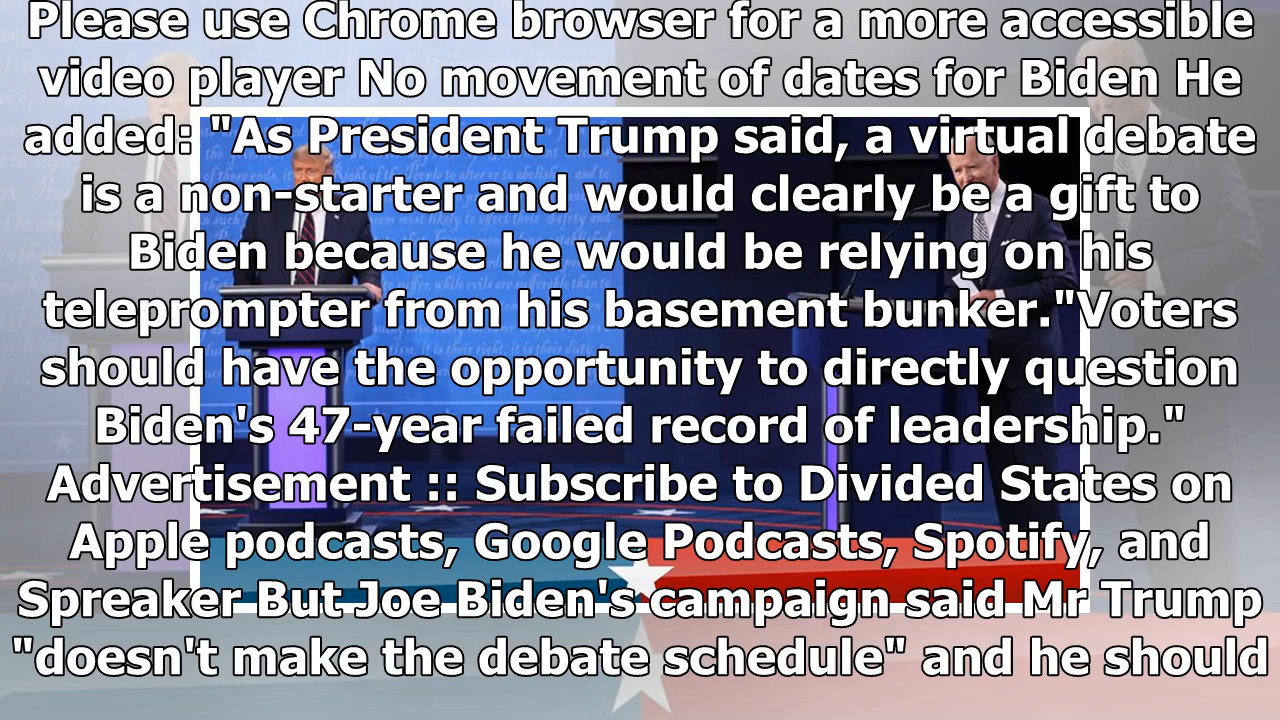 Please use Chrome browser for a more accessible
video player No movement of dates for Biden He
added: "As President Trump said, a virtual debate
is a non-starter and would clearly be a gift to
Biden because he would be relying on his
teleprompter from his basement bunker."Voters
should have the opportunity to directly question
Biden's 47-year failed record of leadership."
Advertisement :: Subscribe to Divided States on
Apple podcasts, Google Podcasts, Spotify, and
Spreaker But Joe Biden's campaign said Mr Trump
"doesn't make the debate schedule" and he should